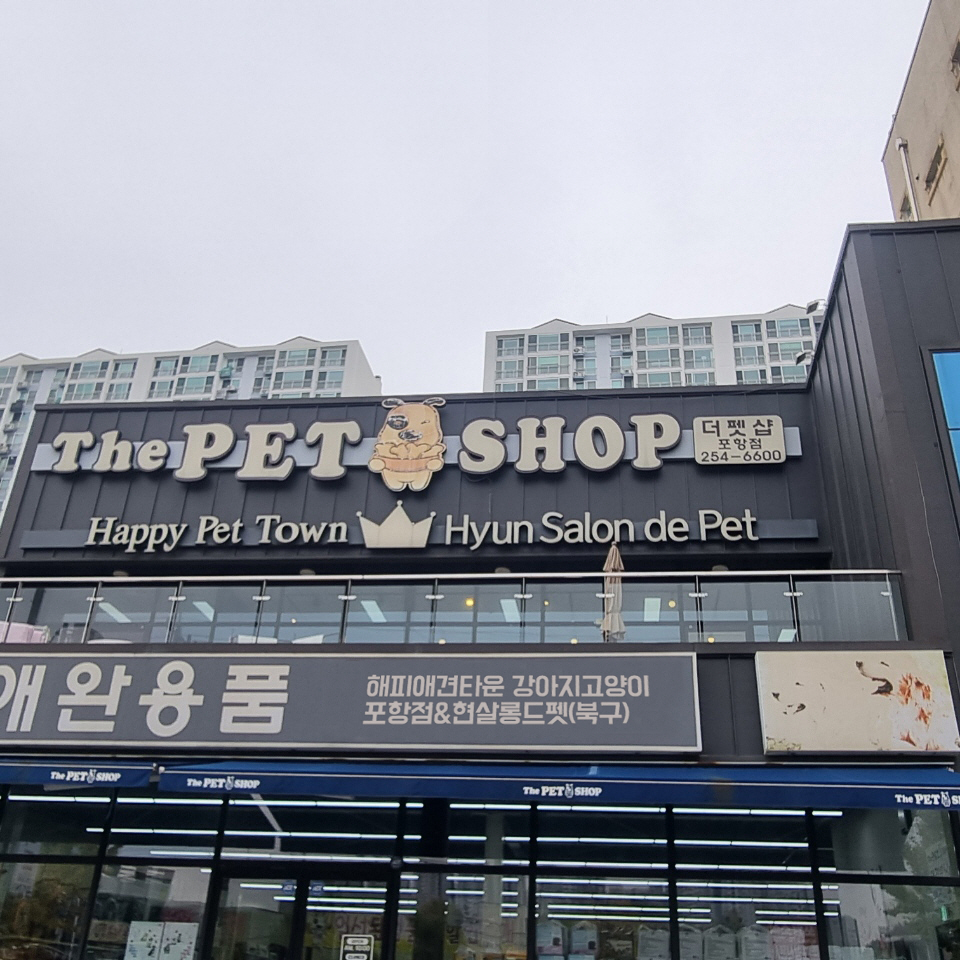 The PET SHOP
더펫샵
포항점
254-6600
Happy Pet Town Hyun Salon de Pet
애완용품
해피애견타운 강아지고양이
포항점&현살롱드펫(북구)
The PET SHOP
The PET SHOP
The PET SHOP
The PET S